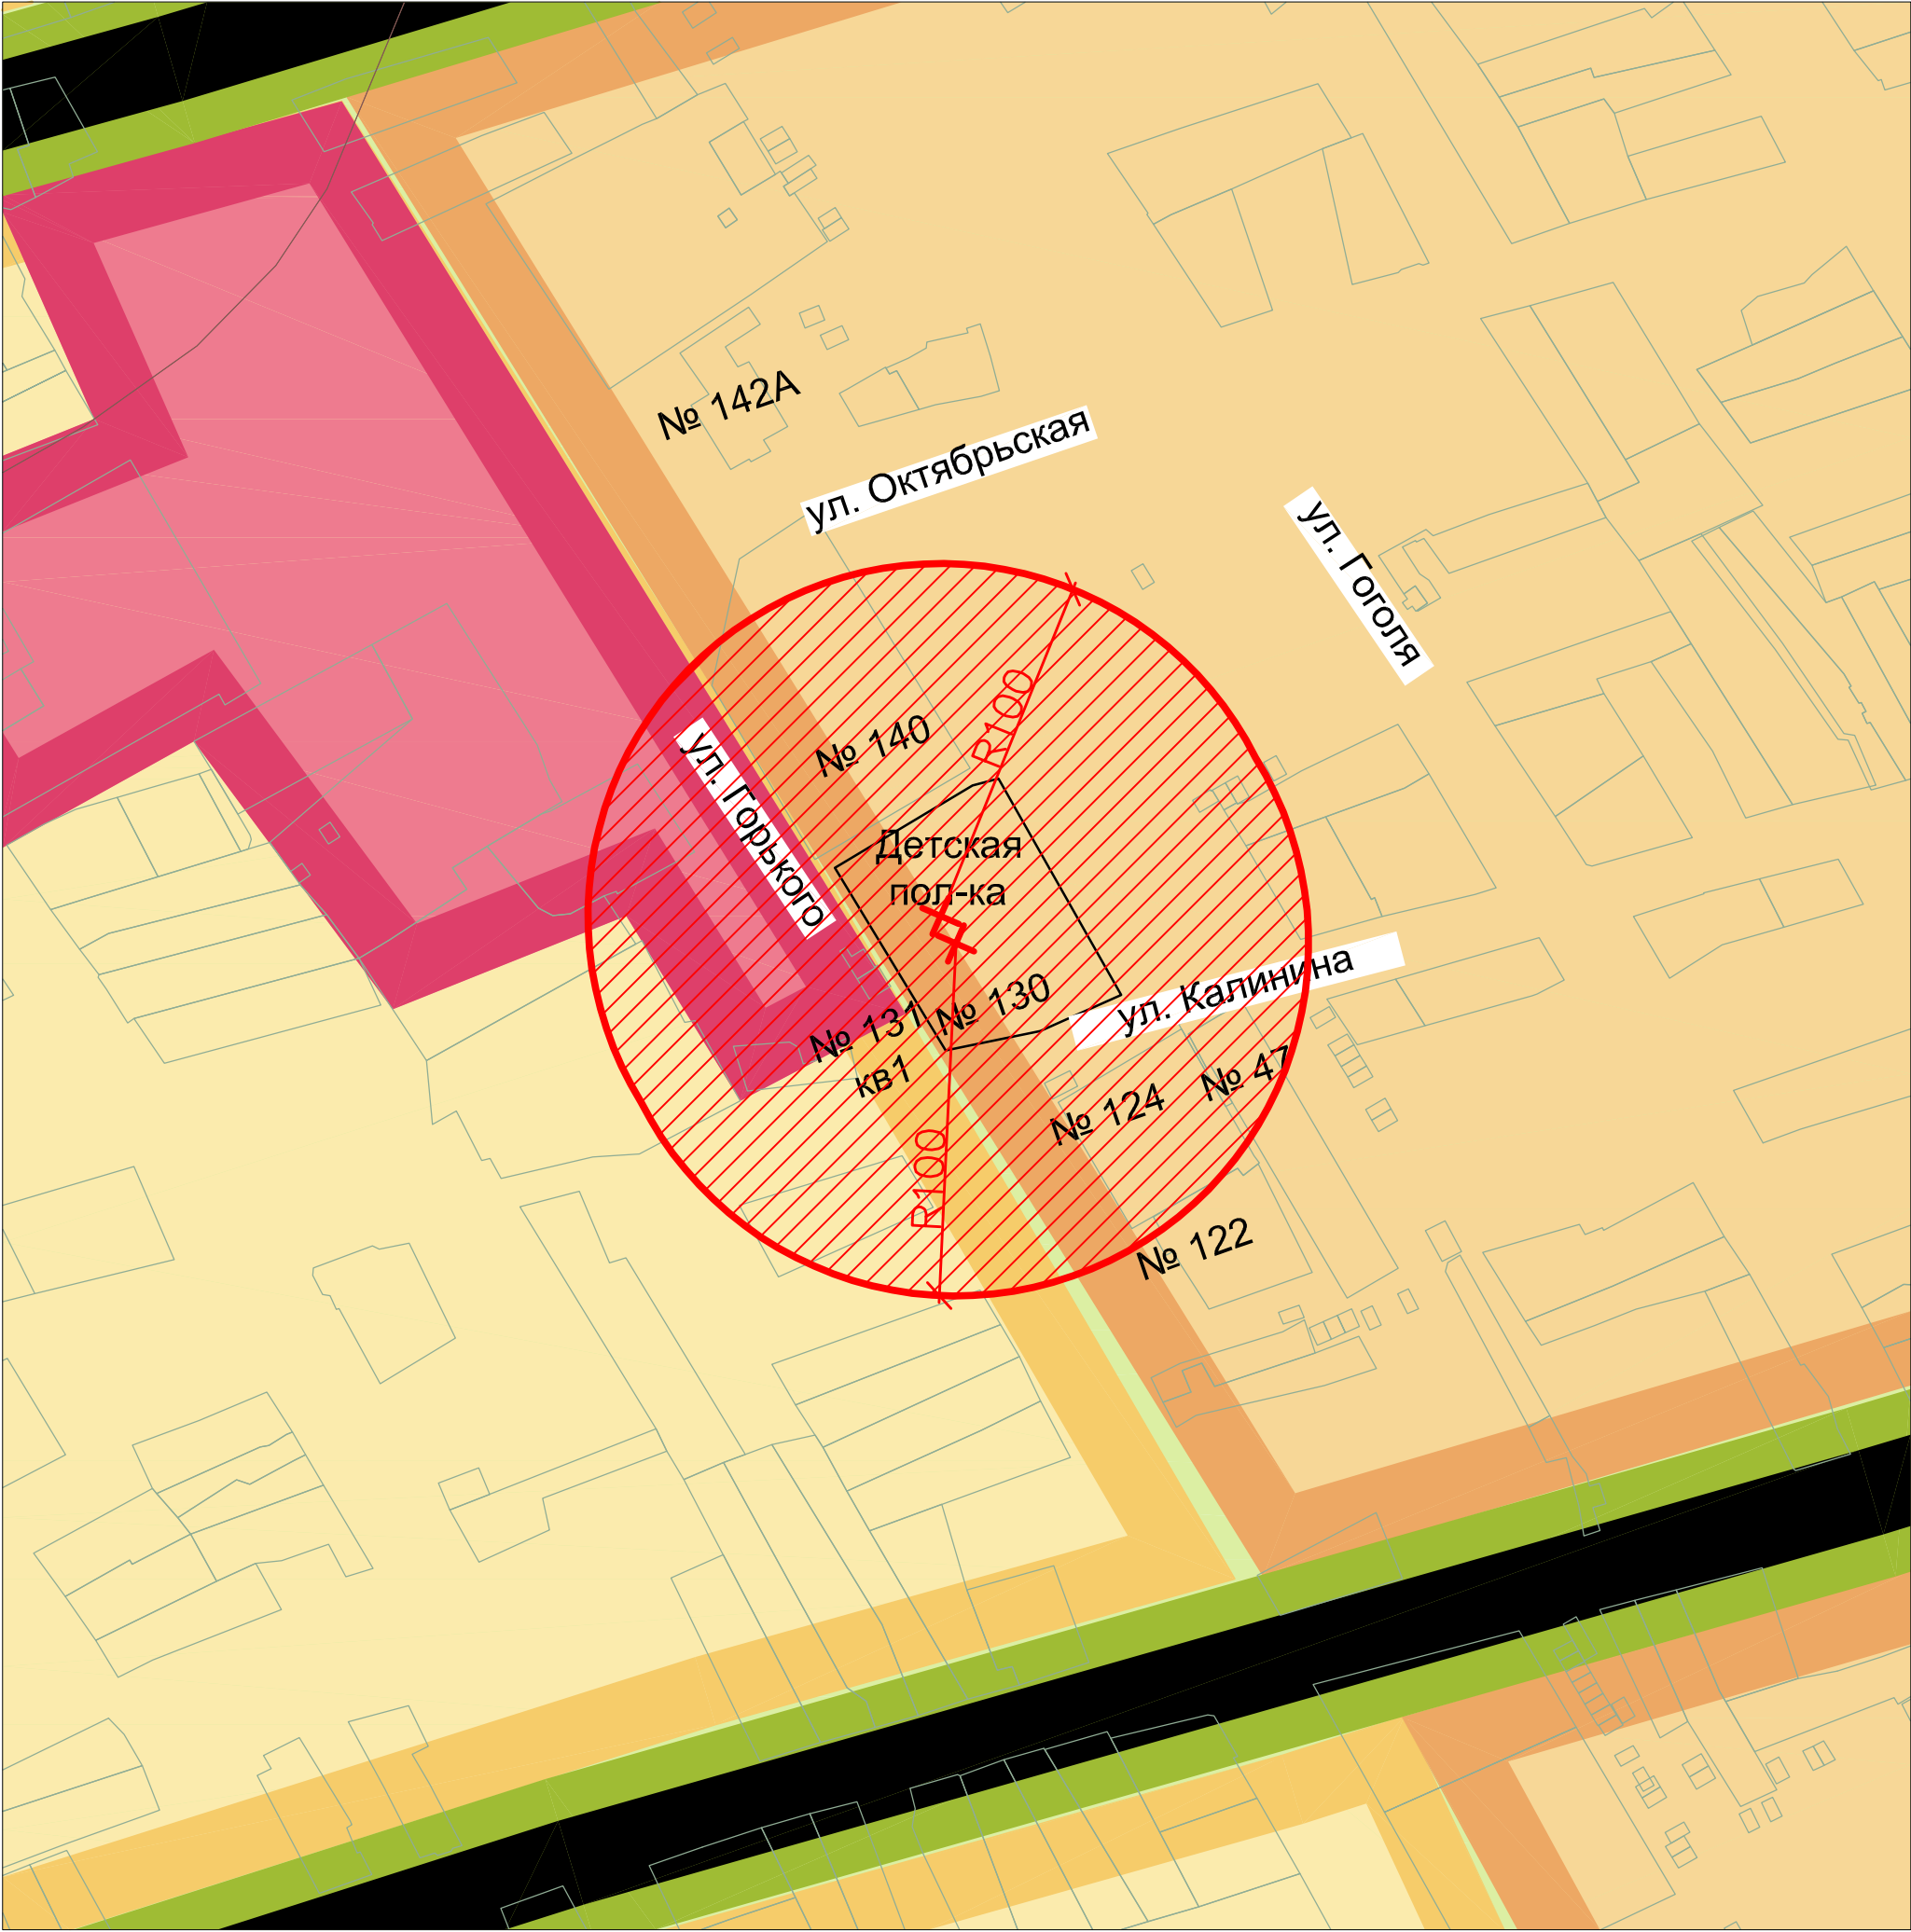 № 142А
ул. Октябрьская
ул. Гоголя
R100
№ 140
ул. Горького
Детская
пол-ка
№ 130
№ 131
кв1
ул. Калинина
№ 47
№ 124
R100
№ 122